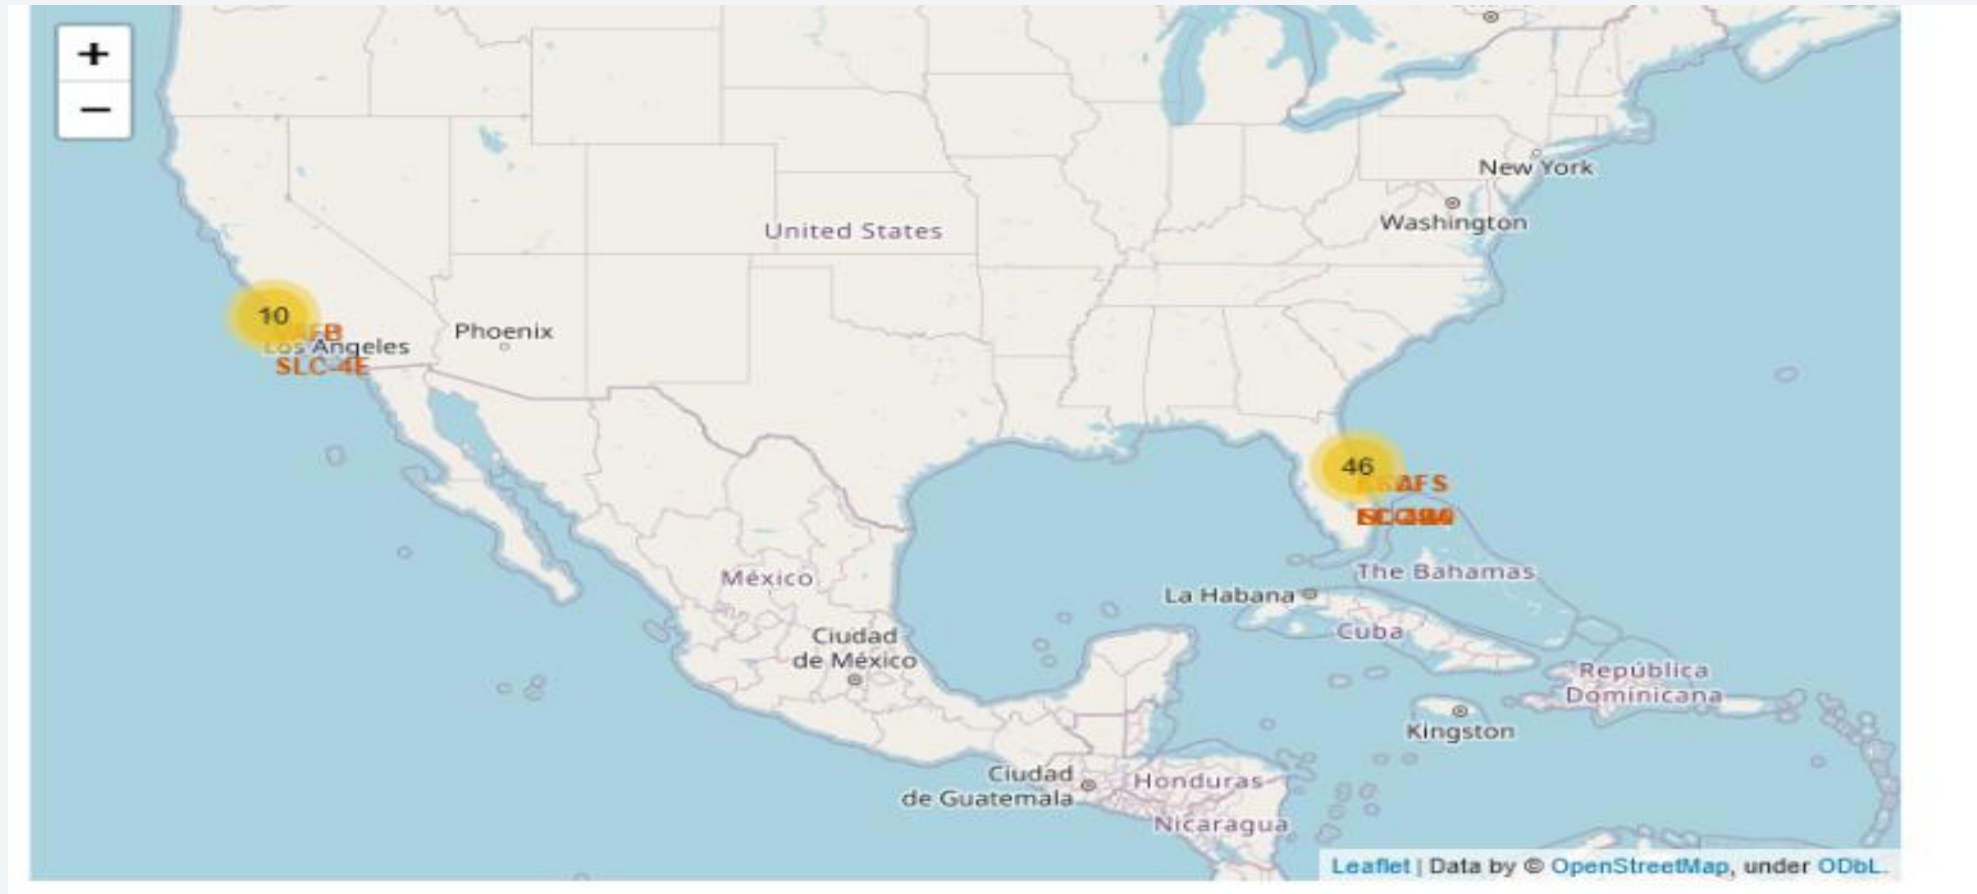 +
−
New York
Washington
United States
10
Los Angeles
SLC-4E
Phoenix
46
México
The Bahamas
La Habana
Cuba
Ciudad
de México
República
Dominicana
Kingston
Ciudad
de Guatemala
Honduras
Nicaragua
Leaflet | Data by © OpenStreetMap, under ODbL.